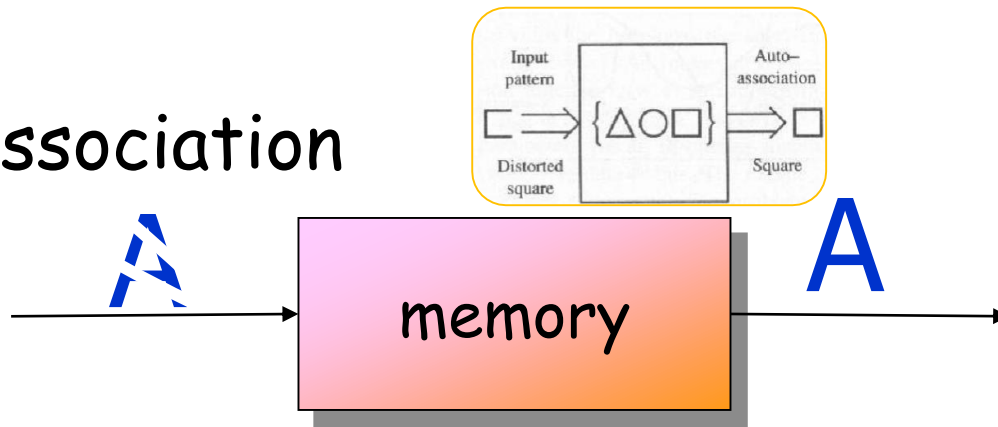 ssociation
Input
pattern
Distorted
square
Auto–
association
Square
A
memory
A